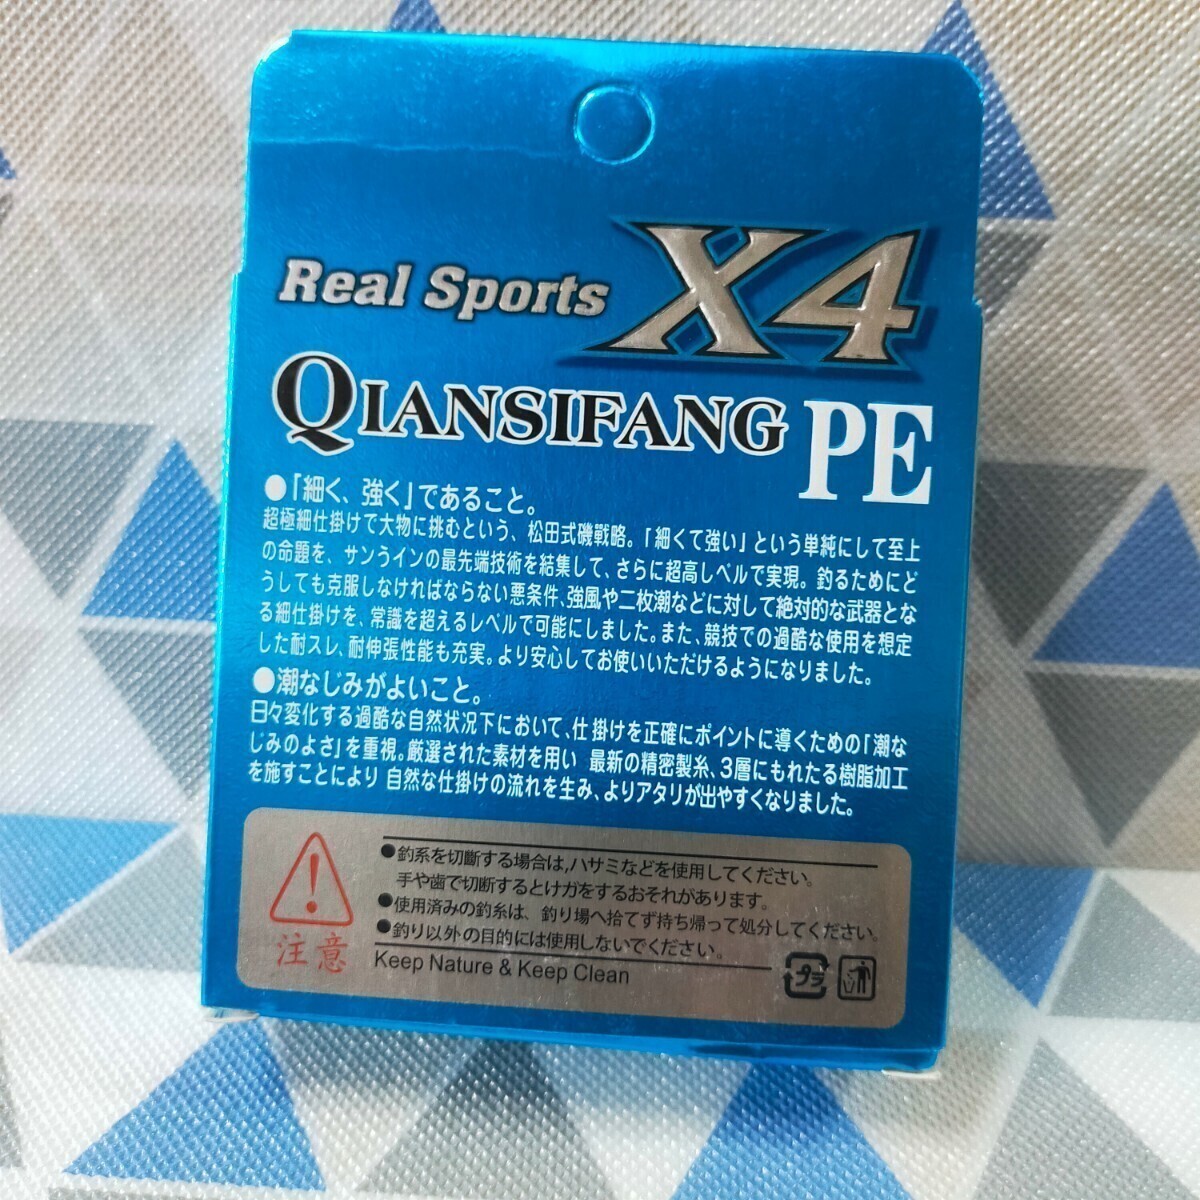 Real Sports X4
QIANSIFANG PE
●「細く、強く」であること。
超極細仕掛けで大物に挑むという、松田式磯戦略。「細くて強い」という単純にして至上
の命題を、サンうインの最先端技術を結集して、さらに超高しベルで実現。釣るためにど
うしても克服しなければならない悪条件、強風や二枚潮などに対して絶対的な武器とな
る細仕掛けを、常識を超えるレベルで可能にしました。また、競技での過酷な使用を想定
した耐スレ、耐伸張性能も充実。より安心してお使いいただけるようになりました。
●潮なじみがよいこと。
日々変化する過酷な自然状況下において、仕掛けを正確にポイントに導くための「潮な
じみのよさ」を重視。厳選された素材を用い 最新の精密製糸、3層にもれたる樹脂加工
を施すことにより 自然な仕掛けの流れを生み、よりアタリが出やすくなりました。
●釣系を切斷する場合は,ハサミなどを使用してください。
手や歯で切断するとけガをするおそれがあります。
●使用済みの釣糸は、釣り場へ拾てず持ち帰って処分してください。
●釣り以外の目的には使用しないでください。
注意
Keep Nature & Keep Clean
プラ